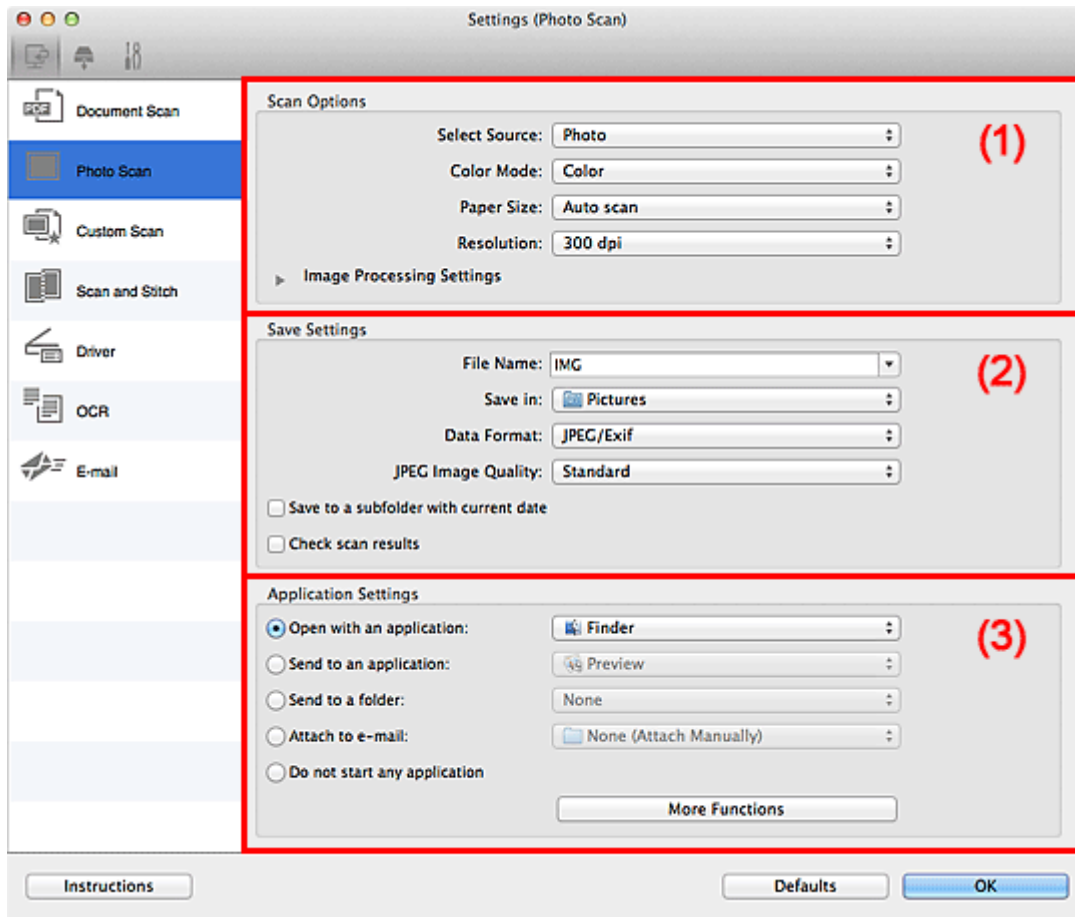 Settings (Photo Scan)
Document Scan
Photo Scan
Custom Scan
Scan and Stitch
Driver
OCR
E-mail
Scan Options
(1)
Select Source: Photo
Color Mode: Color
Paper Size: Auto scan
Resolution: 300 dpi
Image Processing Settings
Save Settings
(2)
File Name: IMG
Save in: Pictures
Data Format: JPEG/Exif
JPEG Image Quality: Standard
Save to a subfolder with current date
Check scan results
Application Settings
(3)
Open with an application: Finder
Send to an application: Preview
Send to a folder: None
Attach to e-mail: None (Attach Manually)
Do not start any application
More Functions
Instructions
Defaults
OK